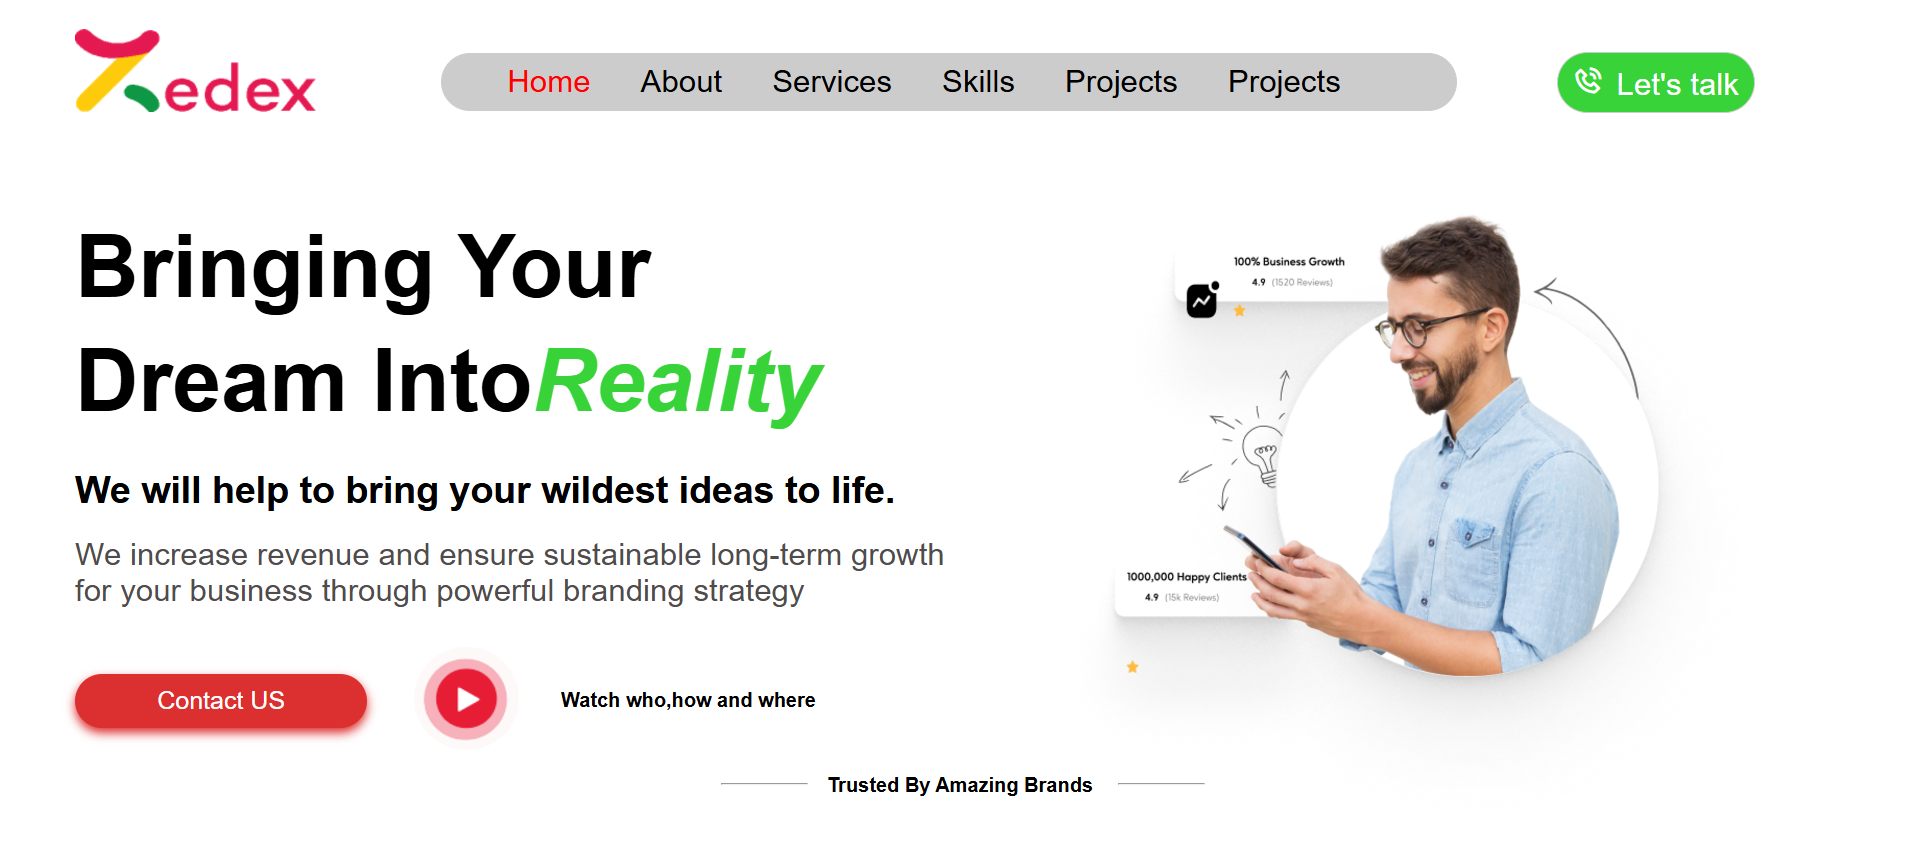 Zedex
Home About Services Skills Projects Projects
Let's talk
Bringing Your
Dream IntoReality
We will help to bring your wildest ideas to life.
We increase revenue and ensure sustainable long-term growth
for your business through powerful branding strategy
Contact US
Watch who,how and where
100% Business Growth
4.9 (1520 Reviews)
1000,000 Happy Clients
4.9 (15k Reviews)
Trusted By Amazing Brands